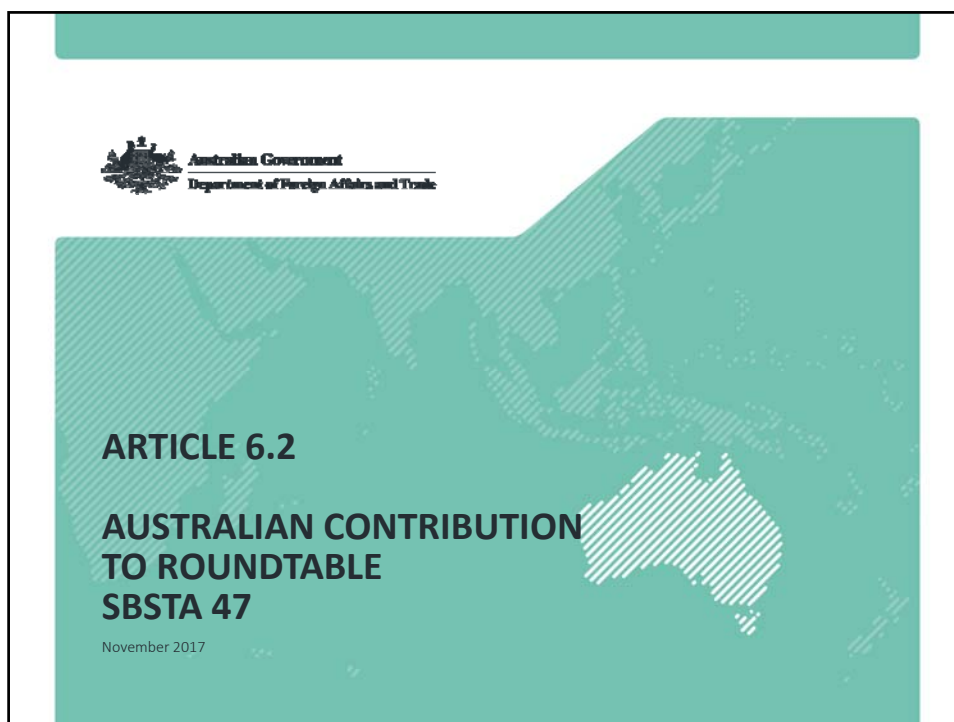 Australian Government
Department of Foreign Affairs and Trade
ARTICLE 6.2
AUSTRALIAN CONTRIBUTION
TO ROUNDTABLE
SBSTA 47
November 2017